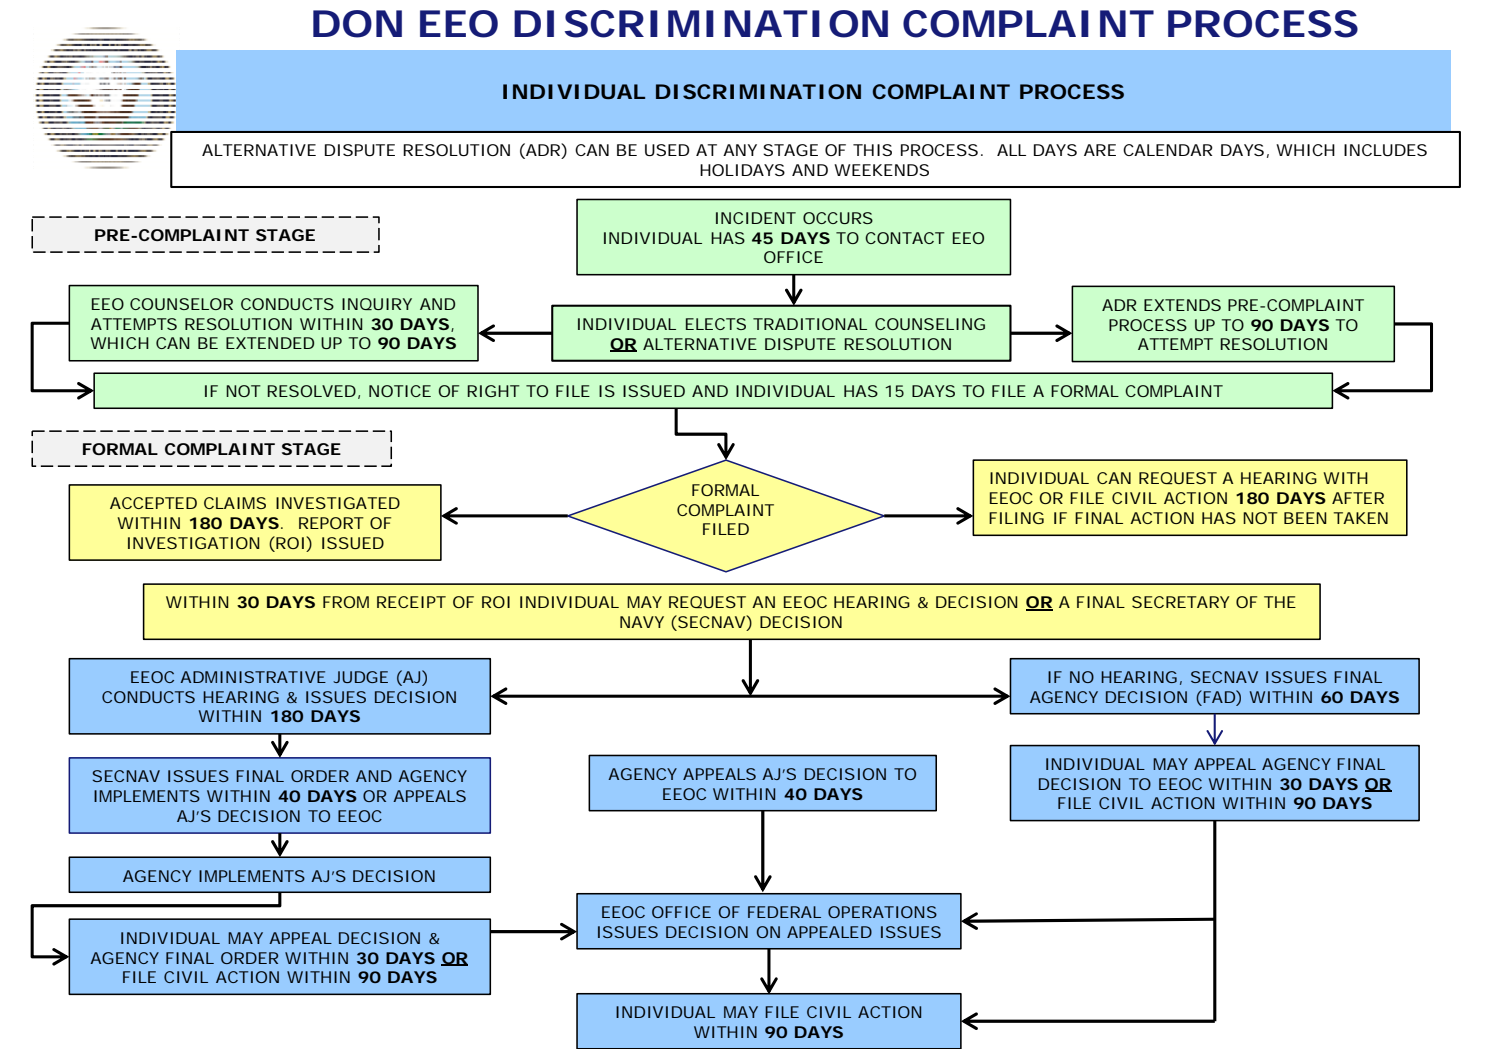 DON EEO DISCRIMINATION COMPLAINT PROCESS
INDIVIDUAL DISCRIMINATION COMPLAINT PROCESS
ALTERNATIVE DISPUTE RESOLUTION (ADR) CAN BE USED AT ANY STAGE OF THIS PROCESS.  ALL DAYS ARE CALENDAR DAYS, WHICH INCLUDES
HOLIDAYS AND WEEKENDS
PRE-COMPLAINT STAGE
INCIDENT OCCURS
INDIVIDUAL HAS 45 DAYS TO CONTACT EEO
OFFICE
EEO COUNSELOR CONDUCTS INQUIRY AND
ATTEMPTS RESOLUTION WITHIN 30 DAYS,
WHICH CAN BE EXTENDED UP TO 90 DAYS
INDIVIDUAL ELECTS TRADITIONAL COUNSELING
OR ALTERNATIVE DISPUTE RESOLUTION
ADR EXTENDS PRE-COMPLAINT
PROCESS UP TO 90 DAYS TO
ATTEMPT RESOLUTION
IF NOT RESOLVED, NOTICE OF RIGHT TO FILE IS ISSUED AND INDIVIDUAL HAS 15 DAYS TO FILE A FORMAL COMPLAINT
FORMAL COMPLAINT STAGE
ACCEPTED CLAIMS INVESTIGATED
WITHIN 180 DAYS.  REPORT OF
INVESTIGATION (ROI) ISSUED
FORMAL
COMPLAINT
FILED
INDIVIDUAL CAN REQUEST A HEARING WITH
EEOC OR FILE CIVIL ACTION 180 DAYS AFTER
FILING IF FINAL ACTION HAS NOT BEEN TAKEN
WITHIN 30 DAYS FROM RECEIPT OF ROI INDIVIDUAL MAY REQUEST AN EEOC HEARING & DECISION OR A FINAL SECRETARY OF THE
NAVY (SECNAV) DECISION
EEOC ADMINISTRATIVE JUDGE (AJ)
CONDUCTS HEARING & ISSUES DECISION
WITHIN 180 DAYS
IF NO HEARING, SECNAV ISSUES FINAL
AGENCY DECISION (FAD) WITHIN 60 DAYS
SECNAV ISSUES FINAL ORDER AND AGENCY
IMPLEMENTS WITHIN 40 DAYS OR APPEALS
AJ'S DECISION TO EEOC
AGENCY APPEALS AJ'S DECISION TO
EEOC WITHIN 40 DAYS
INDIVIDUAL MAY APPEAL AGENCY FINAL
DECISION TO EEOC WITHIN 30 DAYS OR
FILE CIVIL ACTION WITHIN 90 DAYS
AGENCY IMPLEMENTS AJ'S DECISION
INDIVIDUAL MAY APPEAL DECISION &
AGENCY FINAL ORDER WITHIN 30 DAYS OR
FILE CIVIL ACTION WITHIN 90 DAYS
EEOC OFFICE OF FEDERAL OPERATIONS
ISSUES DECISION ON APPEALED ISSUES
INDIVIDUAL MAY FILE CIVIL ACTION
WITHIN 90 DAYS